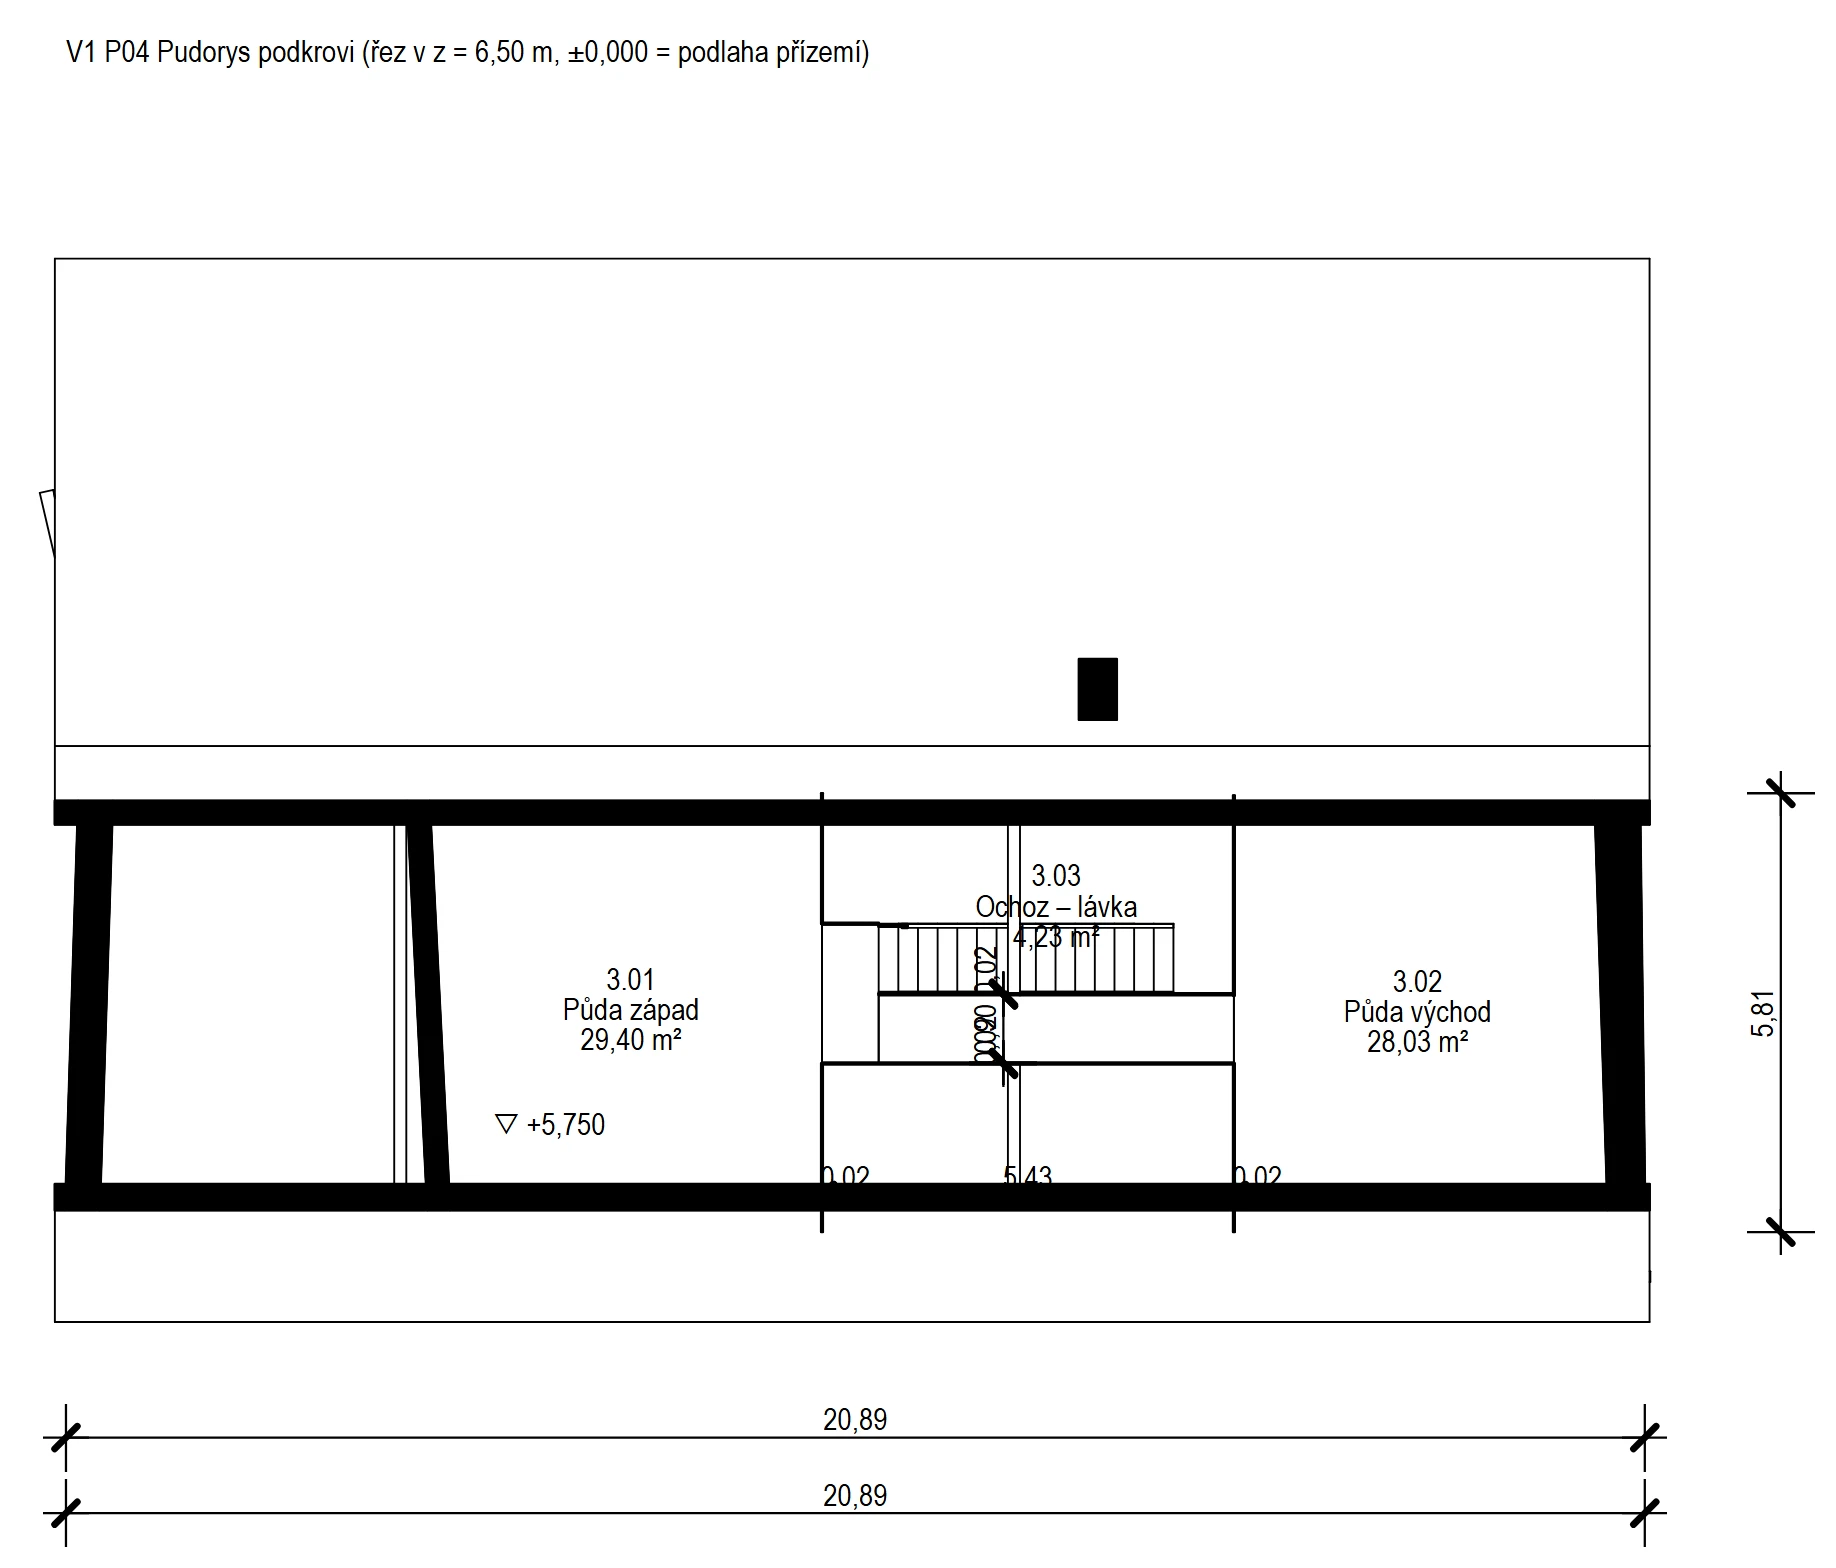 V1 P04 Pudorys podkrovi (řez v z = 6,50 m, ±0,000 = podlaha přízemí)
3.03
Ochoz – lávka
4,23 m²
0,02
3.01
Půda západ
29,40 m²
3.02
Půda východ
28,03 m²
5,81
+5,750
0,02
5,43
0,02
20,89
20,89